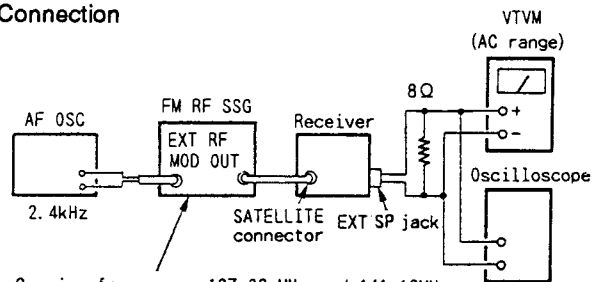 Connection
VTVM
(AC range)
8Ω
AF OSC
FM RF SSG
Receiver
EXT RF
MOD OUT
+
−
Oscilloscope
2.4kHz
SATELLITE
connector
EXT SP jack